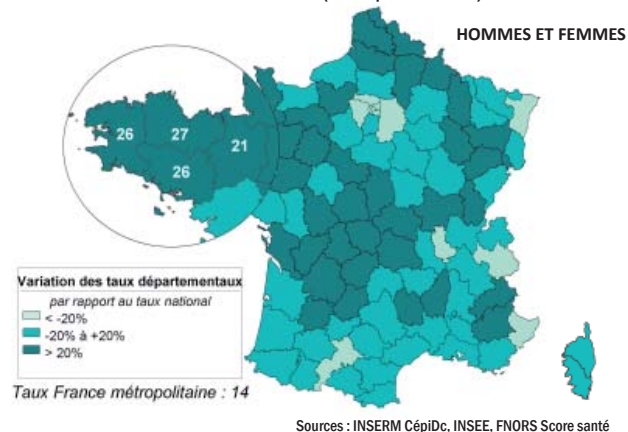 HOMMES ET FEMMES
26
27
21
26
Variation des taux départementaux
par rapport au taux national
< -20%
-20% à +20%
> 20%
Taux France métropolitaine : 14
Sources : INSERM CépiDc, INSEE, FNORS Score santé